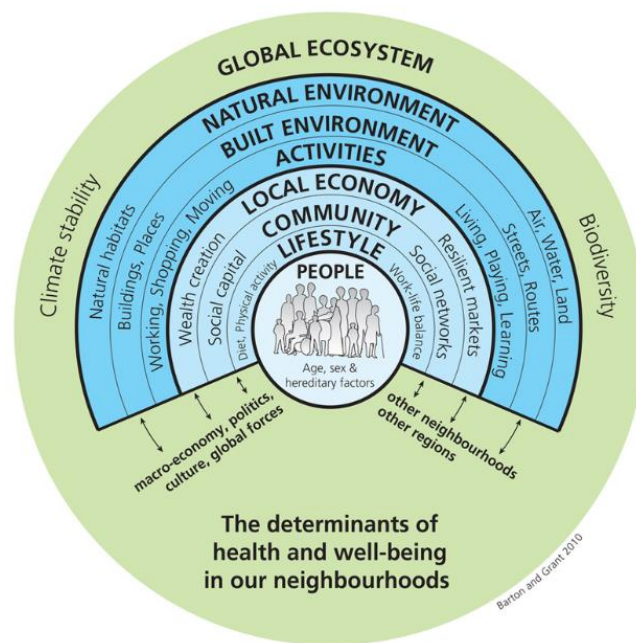 GLOBAL ECOSYSTEM
NATURAL ENVIRONMENT
BUILT ENVIRONMENT
ACTIVITIES
LOCAL ECONOMY
COMMUNITY
LIFESTYLE
PEOPLE
Age, sex &
hereditary factors
Climate stability
Natural habitats
Buildings, Places
Working, Shopping, Moving
Wealth creation
Social capital
Diet, Physical activity
Work-life balance
Social networks
Resilient markets
Living, Playing, Learning
Streets, Routes
Air, Water, Land
Biodiversity
macro-economy, politics,
culture, global forces
other neighbourhoods
other regions
The determinants of
health and well-being
in our neighbourhoods
Barton and Grant 2010